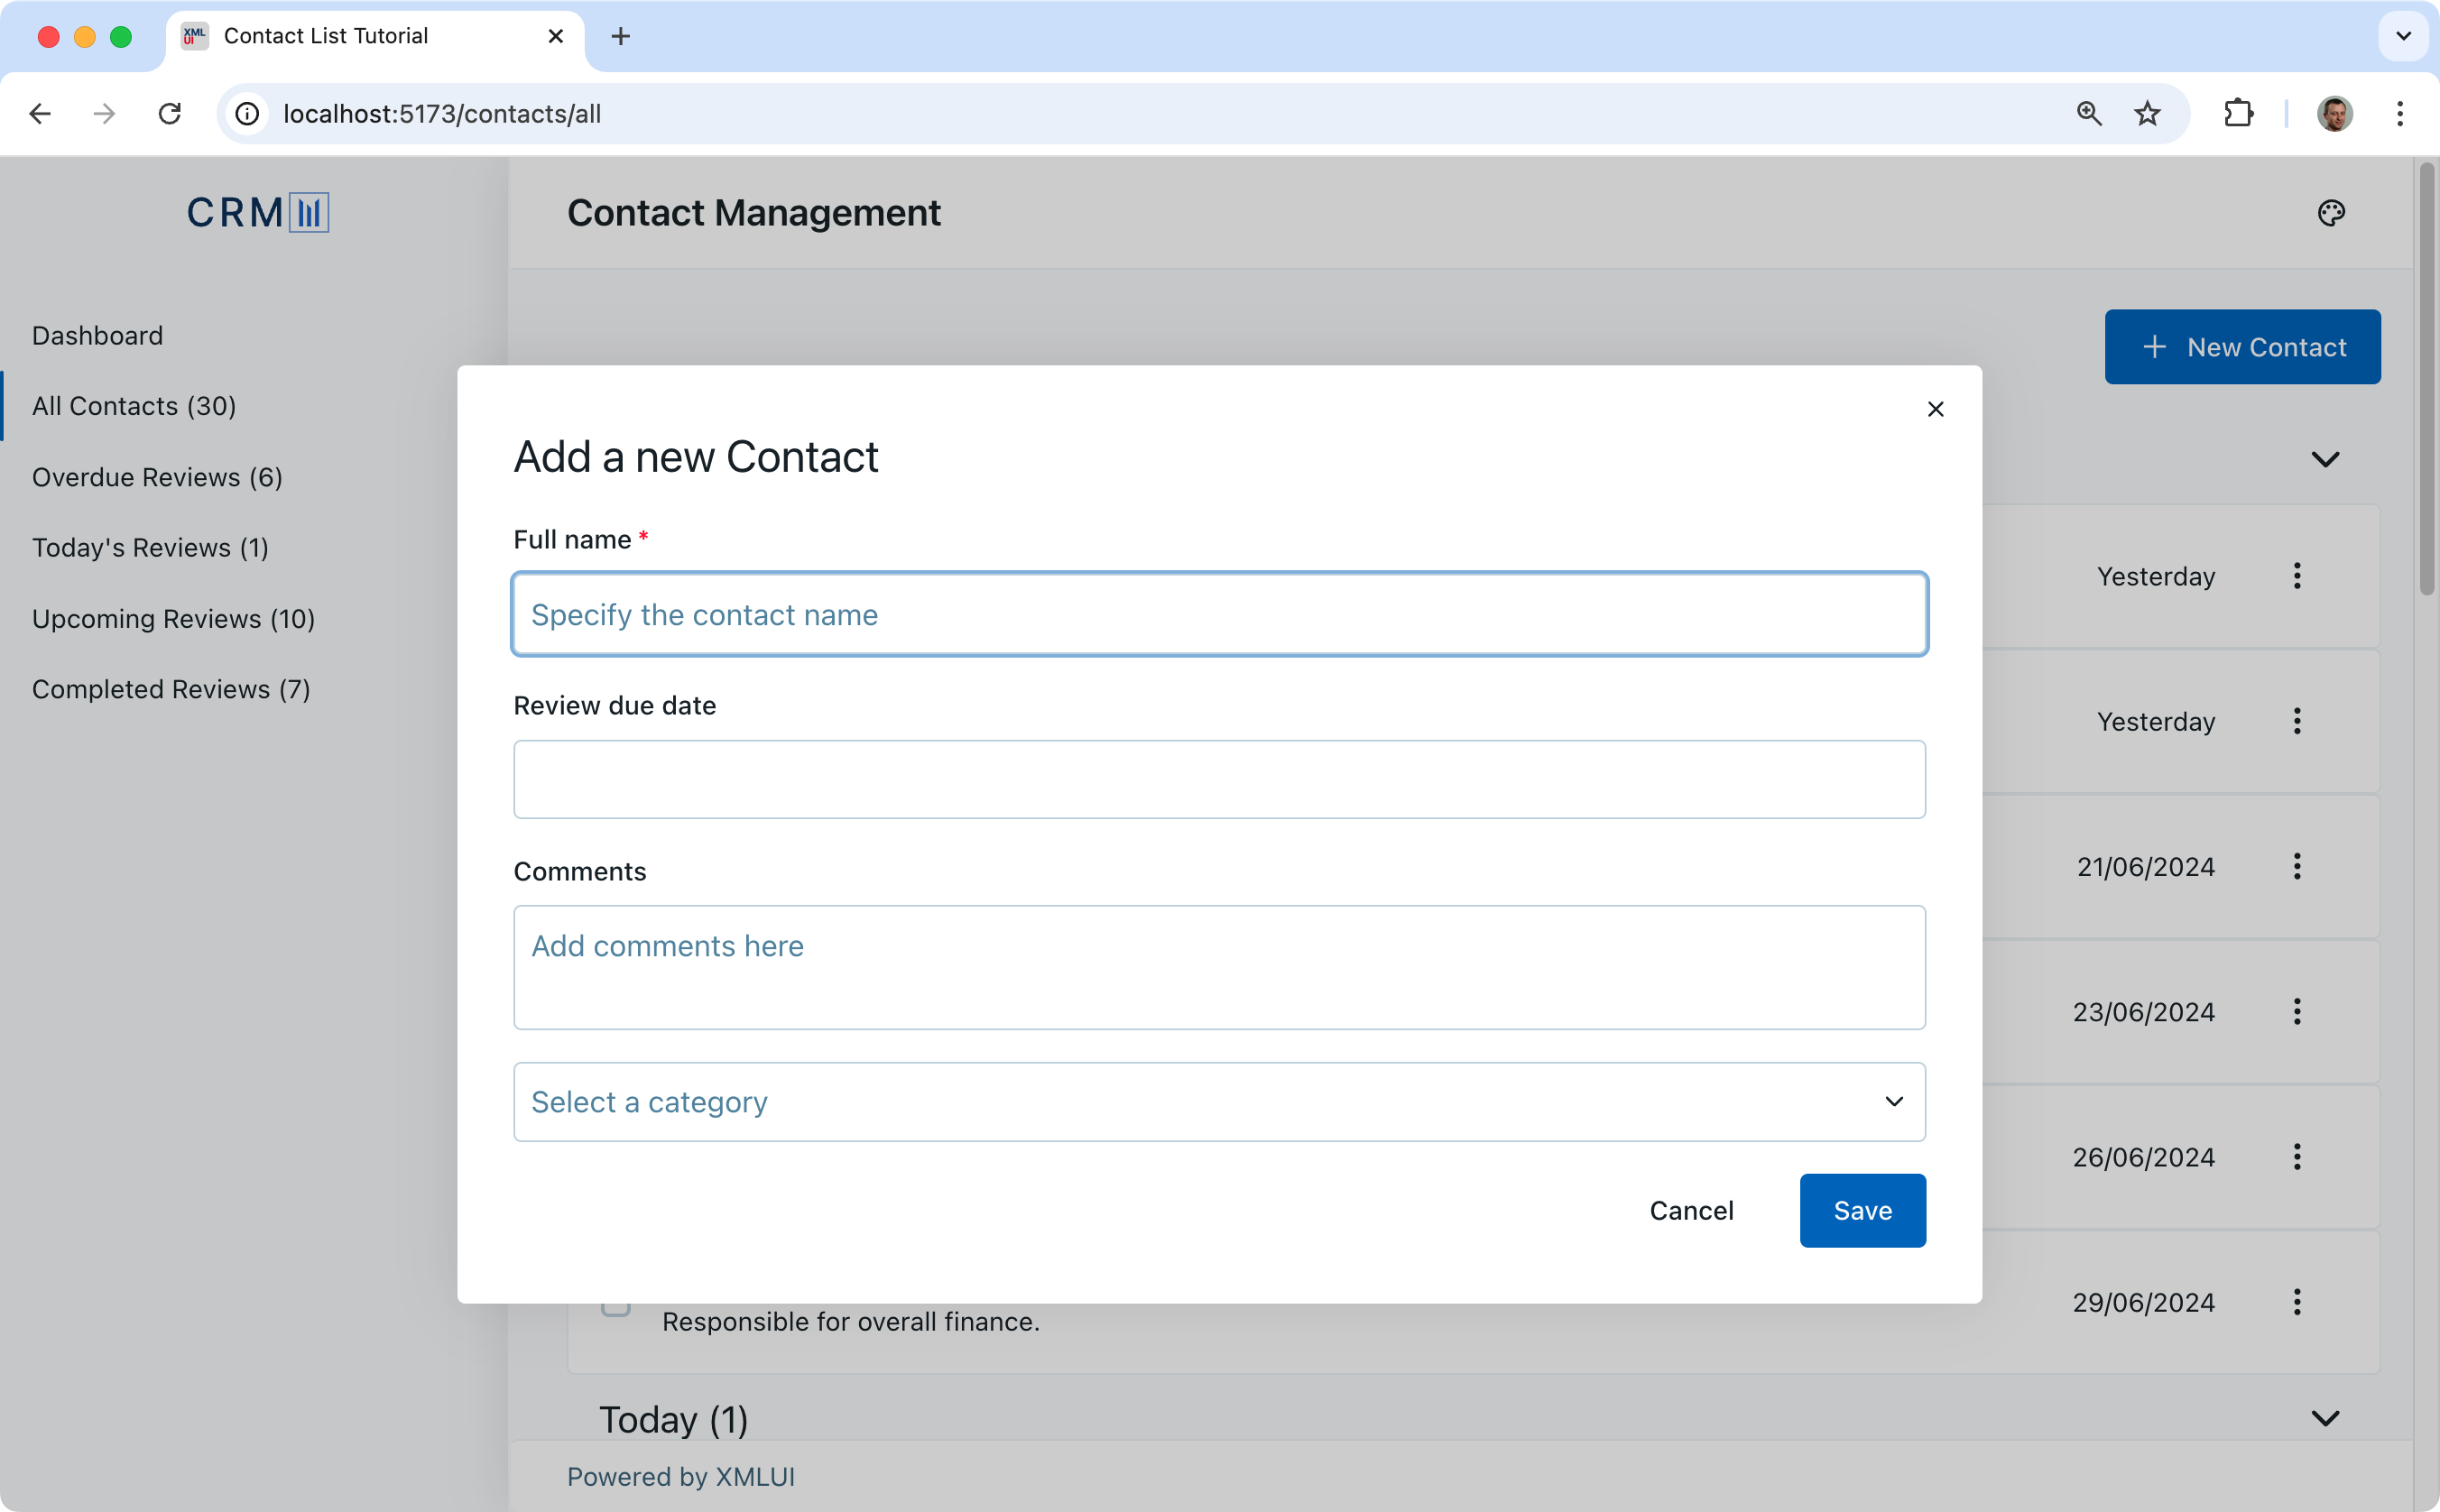 XML
UI
Contact List Tutorial
localhost:5173/contacts/all
CRM
Contact Management
Dashboard
All Contacts (30)
Overdue Reviews (6)
Today's Reviews (1)
Upcoming Reviews (10)
Completed Reviews (7)
New Contact
Add a new Contact
Full name *
Specify the contact name
Review due date
Comments
Add comments here
Select a category
Cancel
Save
Yesterday
Yesterday
21/06/2024
23/06/2024
26/06/2024
29/06/2024
Responsible for overall finance.
Today (1)
Powered by XMLUI